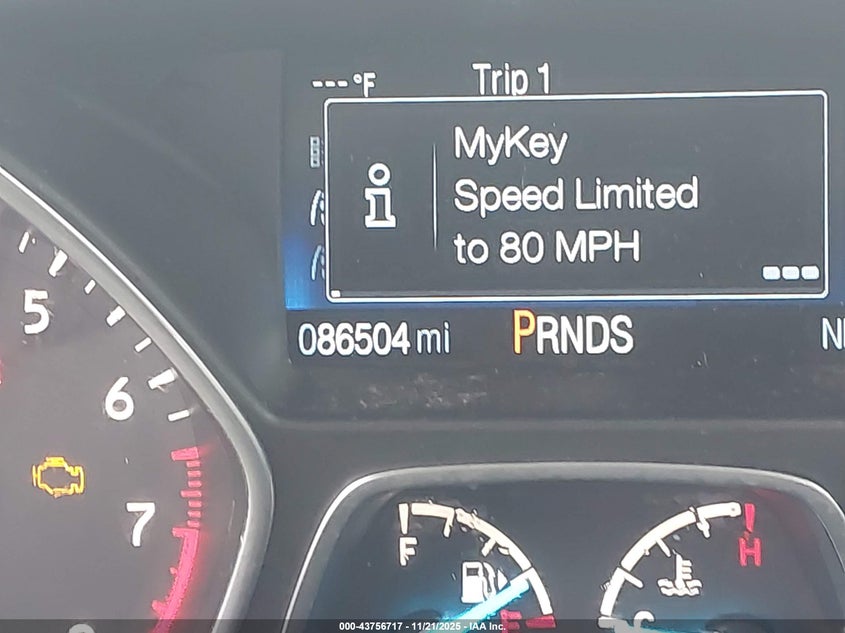 ---°F
Trip 1
MyKey
Speed Limited
to 80 MPH
086504 mi
PRNDS
5
6
7
F
H
E
C
000-43756717 - 11/21/2025 - IAA Inc.